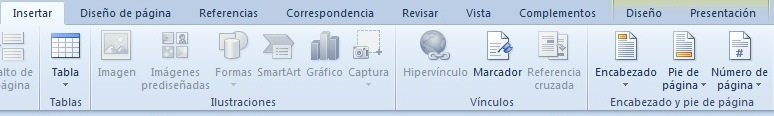 Insertar Diseño de página Referencias Correspondencia Revisar Vista Complementos Diseño Presentación
alto de página
Tabla
Imagen
Imágenes prediseñadas
Formas
SmartArt
Gráfico
Captura
Hipervínculo
Marcador
Referencia cruzada
Encabezado
Pie de página
Número de página
Tablas
Ilustraciones
Vínculos
Encabezado y pie de página